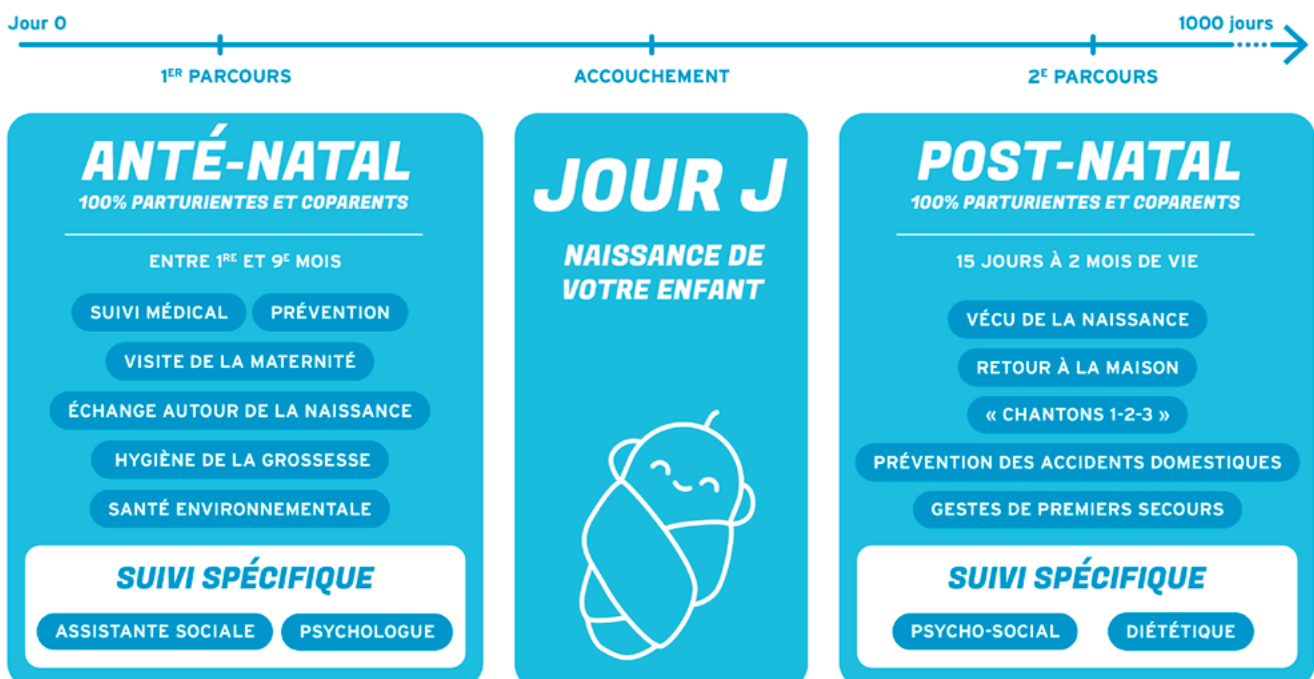 Jour 0
1000 jours
1ER PARCOURS
ACCOUCHEMENT
2E PARCOURS
ANTÉ-NATAL
100% PARTURIENTES ET COPARENTS
ENTRE 1RE ET 9E MOIS
SUIVI MÉDICAL
PRÉVENTION
VISITE DE LA MATERNITÉ
ÉCHANGE AUTOUR DE LA NAISSANCE
HYGIÈNE DE LA GROSSESSE
SANTÉ ENVIRONNEMENTALE
SUIVI SPÉCIFIQUE
ASSISTANTE SOCIALE
PSYCHOLOGUE
JOUR J
NAISSANCE DE
VOTRE ENFANT
POST-NATAL
100% PARTURIENTES ET COPARENTS
15 JOURS À 2 MOIS DE VIE
VÉCU DE LA NAISSANCE
RETOUR À LA MAISON
« CHANTONS 1-2-3 »
PRÉVENTION DES ACCIDENTS DOMESTIQUES
GESTES DE PREMIERS SECOURS
SUIVI SPÉCIFIQUE
PSYCHO-SOCIAL
DIÉTÉTIQUE